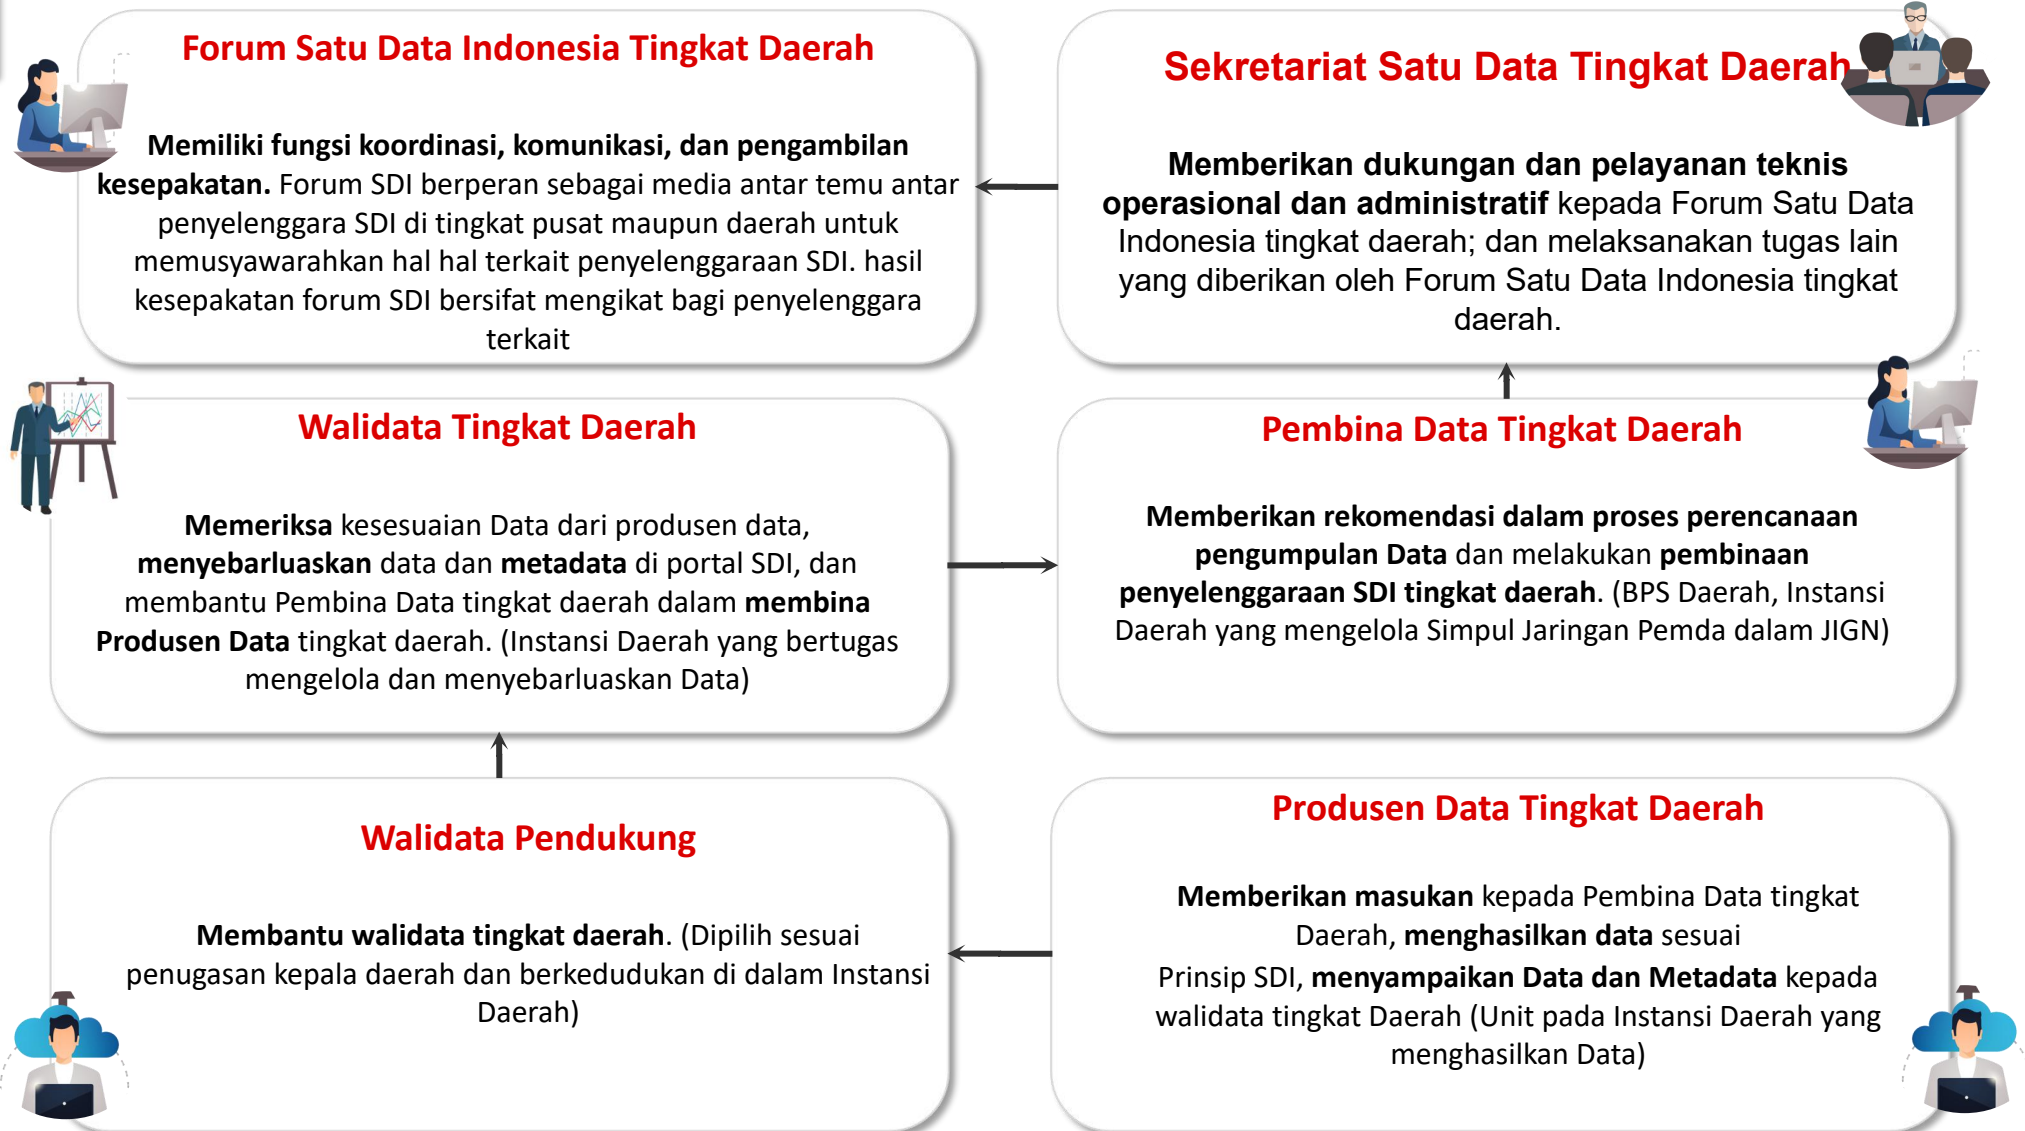 Forum Satu Data Indonesia Tingkat Daerah
Memiliki fungsi koordinasi, komunikasi, dan pengambilan
kesepakatan. Forum SDI berperan sebagai media antar temu antar
penyelenggara SDI di tingkat pusat maupun daerah untuk
memusyawarahkan hal hal terkait penyelenggaraan SDI. hasil
kesepakatan forum SDI bersifat mengikat bagi penyelenggara
terkait
Sekretariat Satu Data Tingkat Daerah
Memberikan dukungan dan pelayanan teknis
operasional dan administratif kepada Forum Satu Data
Indonesia tingkat daerah; dan melaksanakan tugas lain
yang diberikan oleh Forum Satu Data Indonesia tingkat
daerah.
Walidata Tingkat Daerah
Memeriksa kesesuaian Data dari produsen data,
menyebarluaskan data dan metadata di portal SDI, dan
membantu Pembina Data tingkat daerah dalam membina
Produsen Data tingkat daerah. (Instansi Daerah yang bertugas
mengelola dan menyebarluaskan Data)
Pembina Data Tingkat Daerah
Memberikan rekomendasi dalam proses perencanaan
pengumpulan Data dan melakukan pembinaan
penyelenggaraan SDI tingkat daerah. (BPS Daerah, Instansi
Daerah yang mengelola Simpul Jaringan Pemda dalam JIGN)
Walidata Pendukung
Membantu walidata tingkat daerah. (Dipilih sesuai
penugasan kepala daerah dan berkedudukan di dalam Instansi
Daerah)
Produsen Data Tingkat Daerah
Memberikan masukan kepada Pembina Data tingkat
Daerah, menghasilkan data sesuai
Prinsip SDI, menyampaikan Data dan Metadata kepada
walidata tingkat Daerah (Unit pada Instansi Daerah yang
menghasilkan Data)